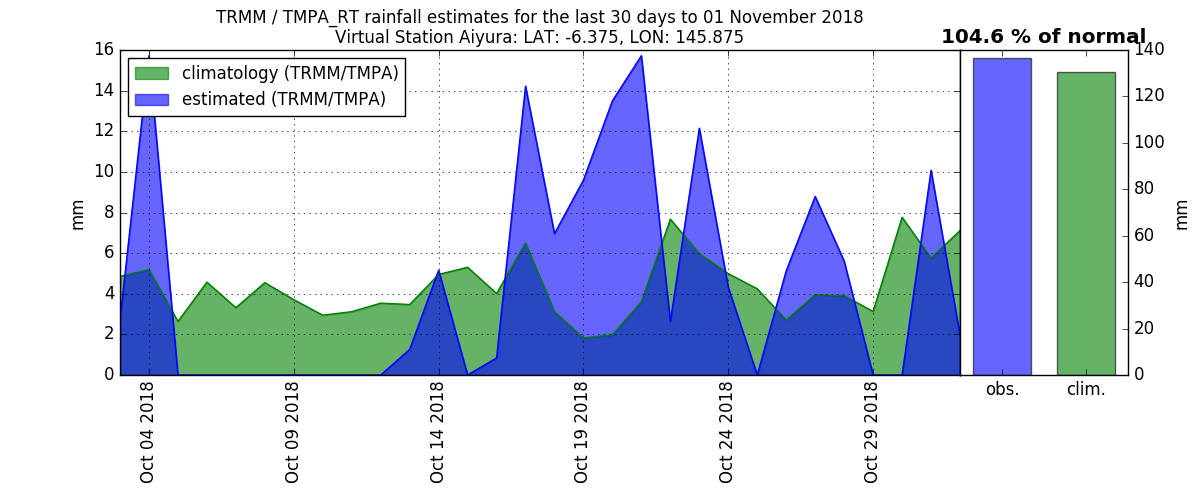 TRMM / TMPA_RT rainfall estimates for the last 30 days to 01 November 2018
Virtual Station Aiyura: LAT: -6.375, LON: 145.875
104.6 % of normal
climatology (TRMM/TMPA)
estimated (TRMM/TMPA)
mm
16
14
12
10
8
6
4
2
0
Oct 04 2018
Oct 09 2018
Oct 14 2018
Oct 19 2018
Oct 24 2018
Oct 29 2018
obs.
clim.
140
120
100
80
60
40
20
0
mm